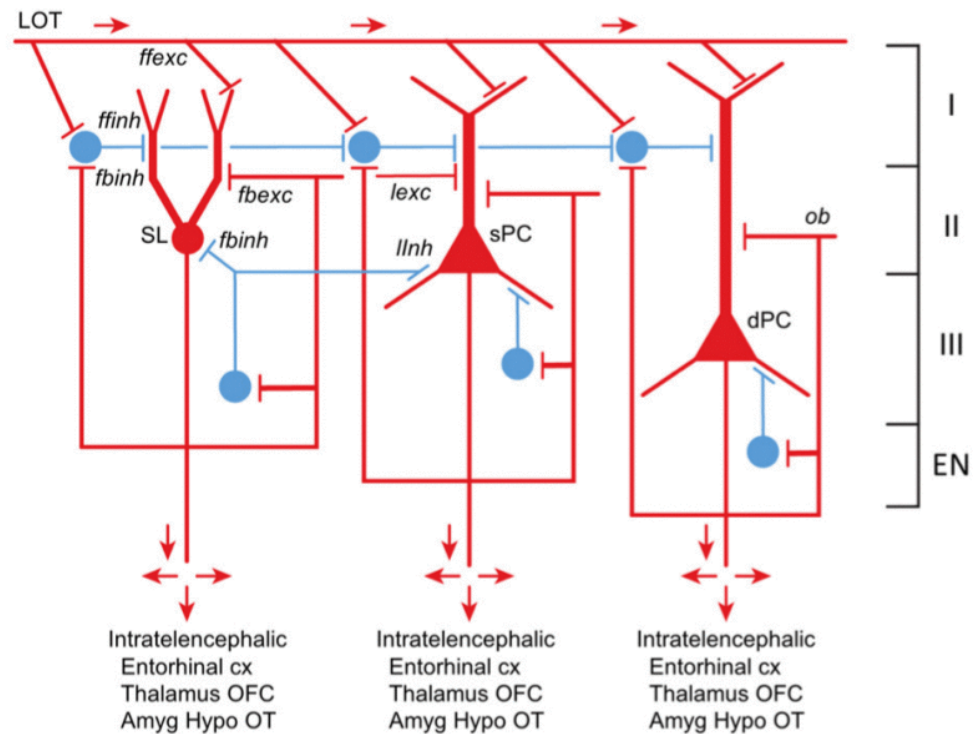 LOT
ffexc
ffinh
fbinh
fbexc
lexc
ob
SL
fbinh
lInh
sPC
dPC
I
II
III
EN
Intratelencephalic
Entorhinal cx
Thalamus OFC
Amyg Hypo OT
Intratelencephalic
Entorhinal cx
Thalamus OFC
Amyg Hypo OT
Intratelencephalic
Entorhinal cx
Thalamus OFC
Amyg Hypo OT